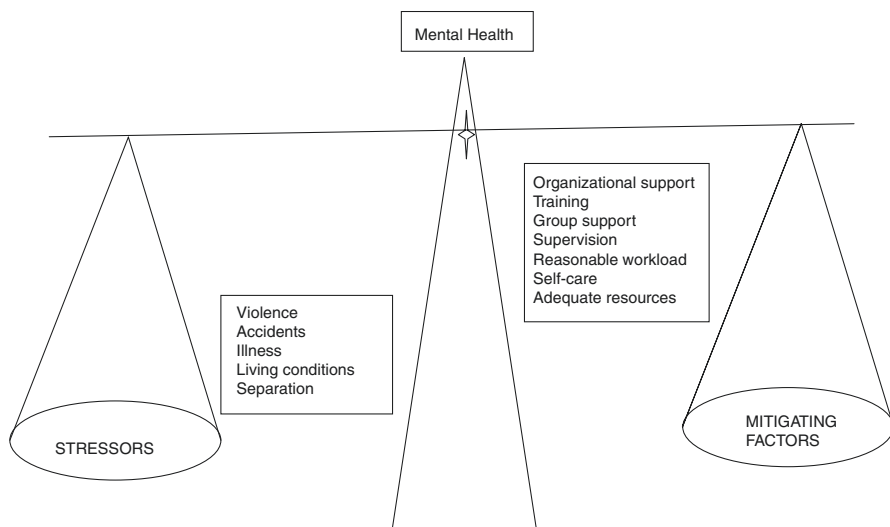 Mental Health
Organizational support
Training
Group support
Supervision
Reasonable workload
Self-care
Adequate resources
Violence
Accidents
Illness
Living conditions
Separation
STRESSORS
MITIGATING
FACTORS